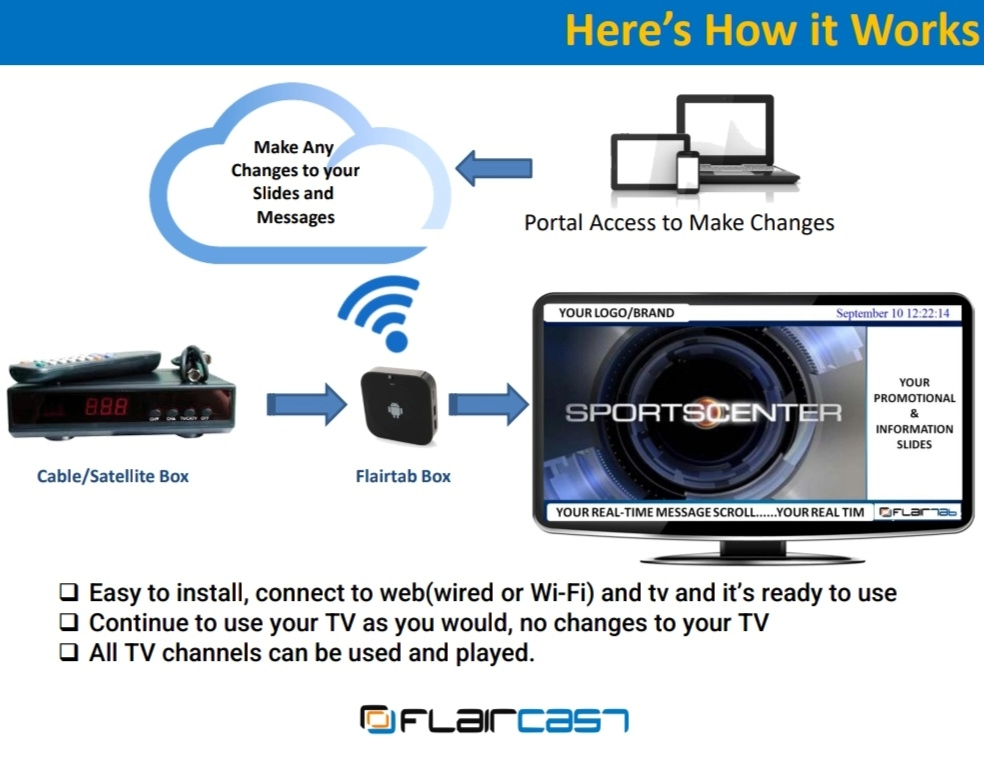 Here's How it Works
Make Any
Changes to your
Slides and
Messages
Portal Access to Make Changes
YOUR LOGO/BRAND
September 10 12:22:14
SPORTSCENTER
YOUR
PROMOTIONAL
&
INFORMATION
SLIDES
YOUR REAL-TIME MESSAGE SCROLL......YOUR REAL TIM
FLAIRTAB
888
Cable/Satellite Box
Flairtab Box
❑ Easy to install, connect to web(wired or Wi-Fi) and tv and it's ready to use
❑ Continue to use your TV as you would, no changes to your TV
❑ All TV channels can be used and played.
FLAIRCAST